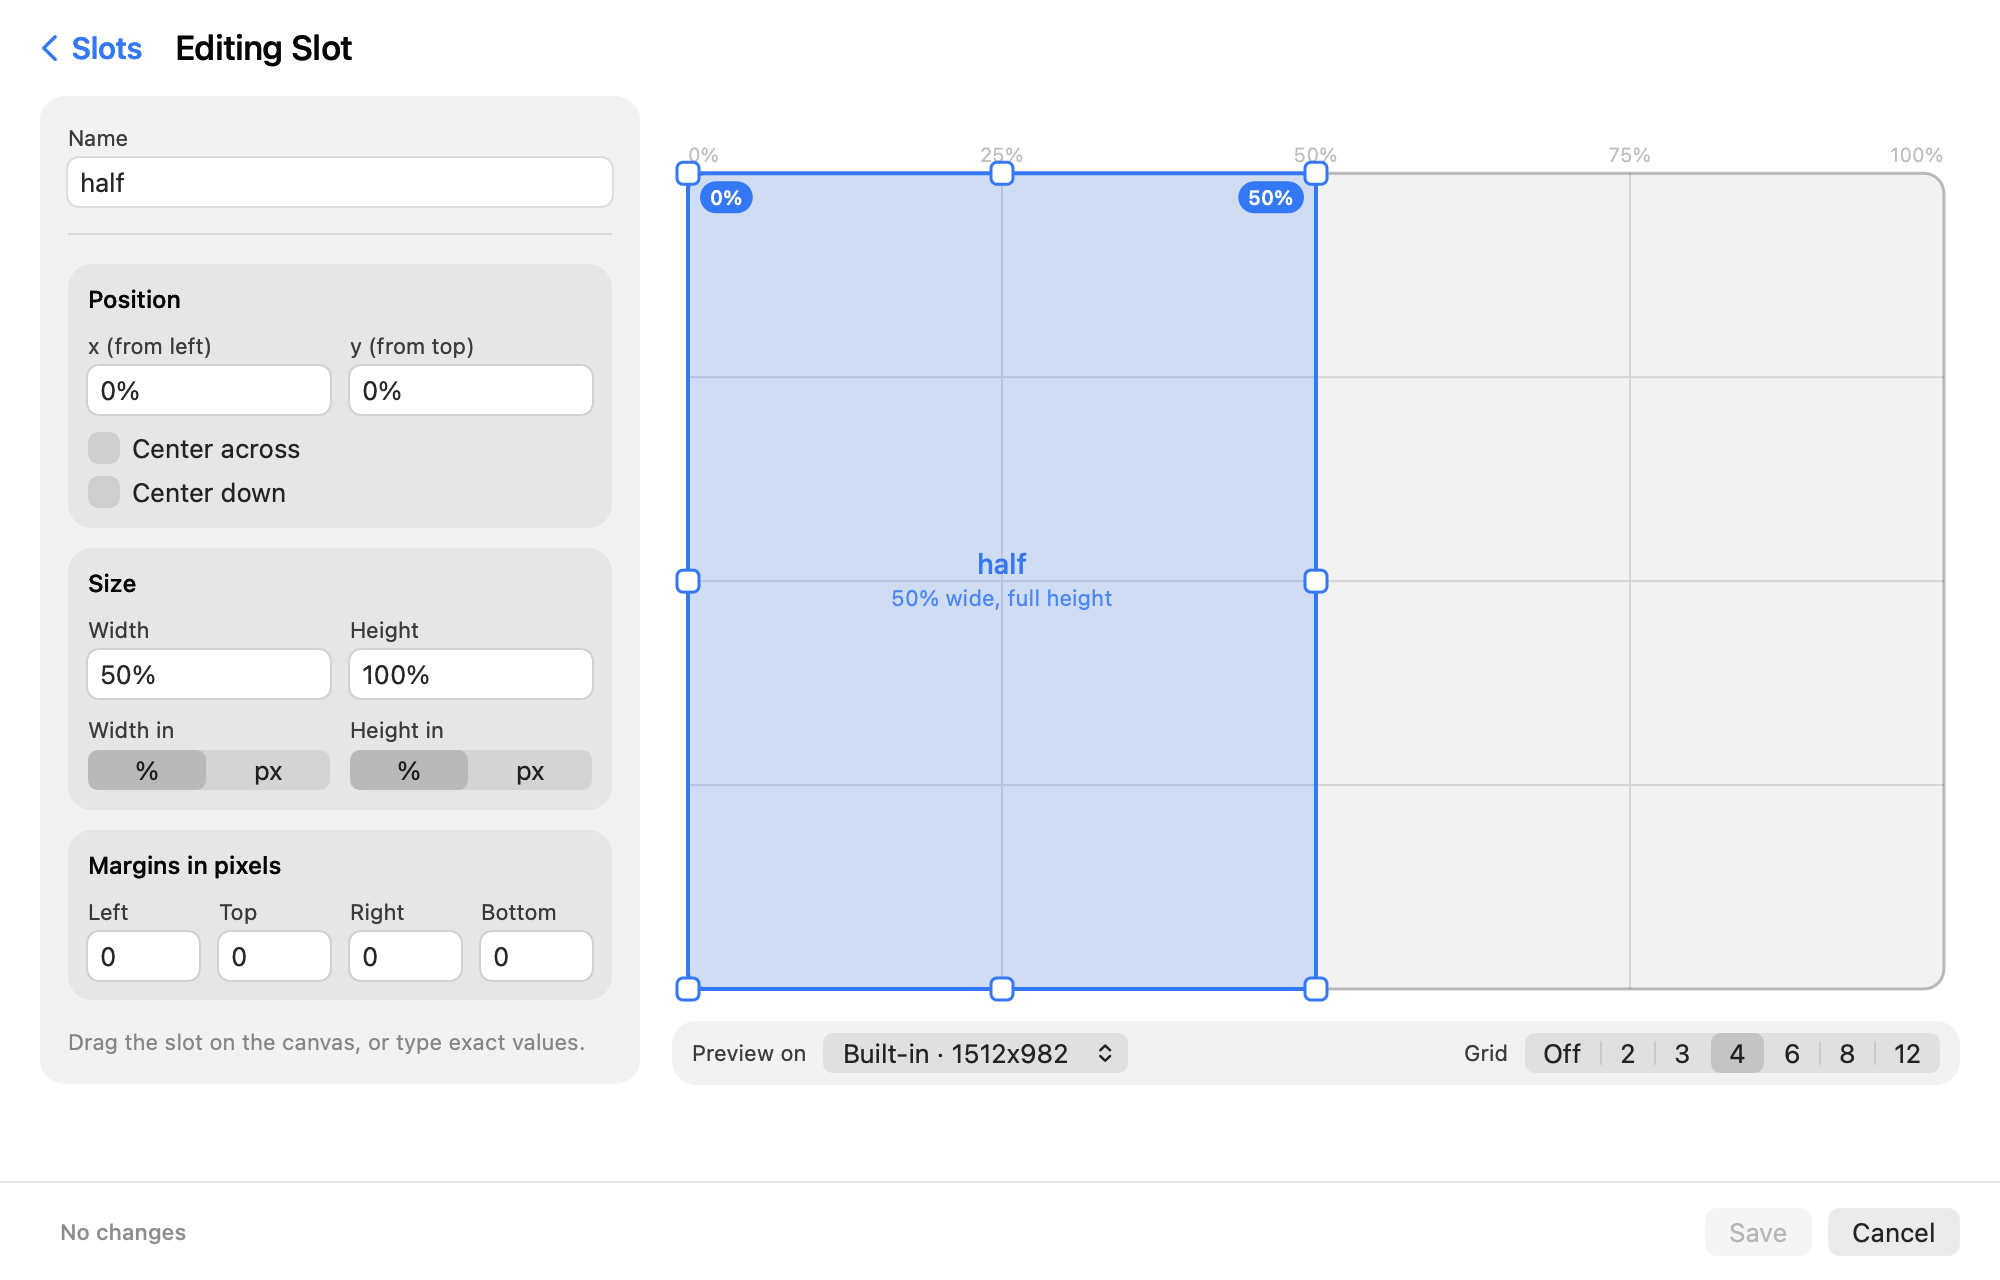 Slots Editing Slot
Name
half
Position
x (from left) y (from top)
0% 0%
Center across
Center down
Size
Width Height
50% 100%
Width in Height in
% px % px
Margins in pixels
Left Top Right Bottom
0 0 0 0
Drag the slot on the canvas, or type exact values.
0% 25% 50% 75% 100%
0% 50%
half
50% wide, full height
Preview on Built-in · 1512x982 Grid Off 2 3 4 6 8 12
No changes Save Cancel